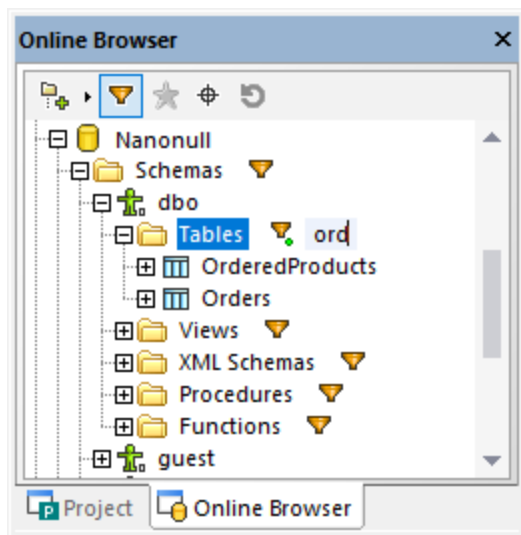 Online Browser
Nanonull
Schemas
dbo
Tables ord
OrderedProducts
Orders
Views
XML Schemas
Procedures
Functions
guest
Project Online Browser